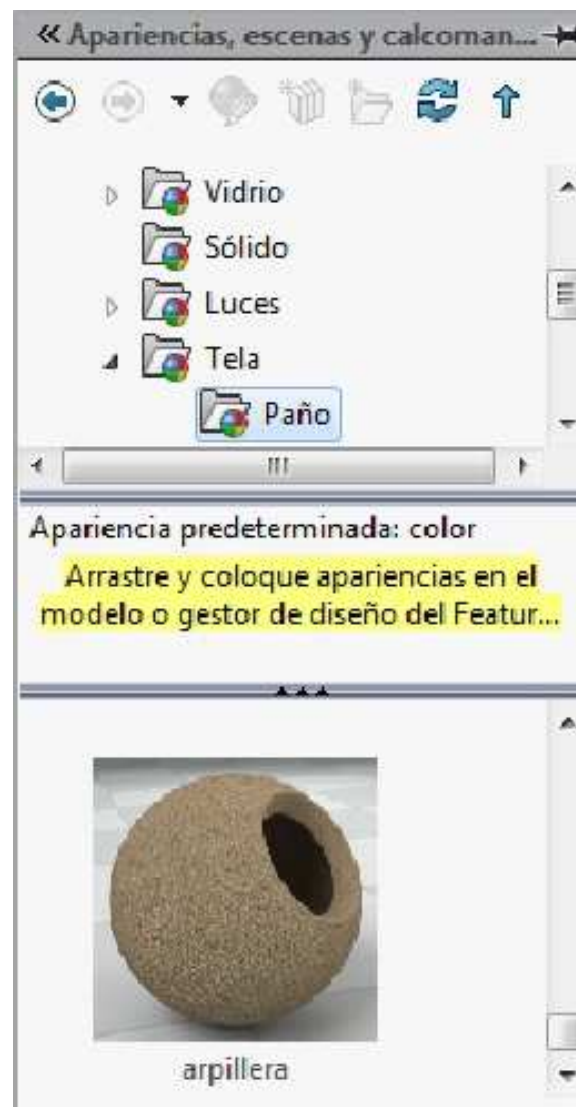 « Apariencias, escenas y calcoman...
Vidrio
Sólido
Luces
Tela
Paño
Apariencia predeterminada: color
Arrastre y coloque apariencias en el
modelo o gestor de diseño del Featur...
arpillera